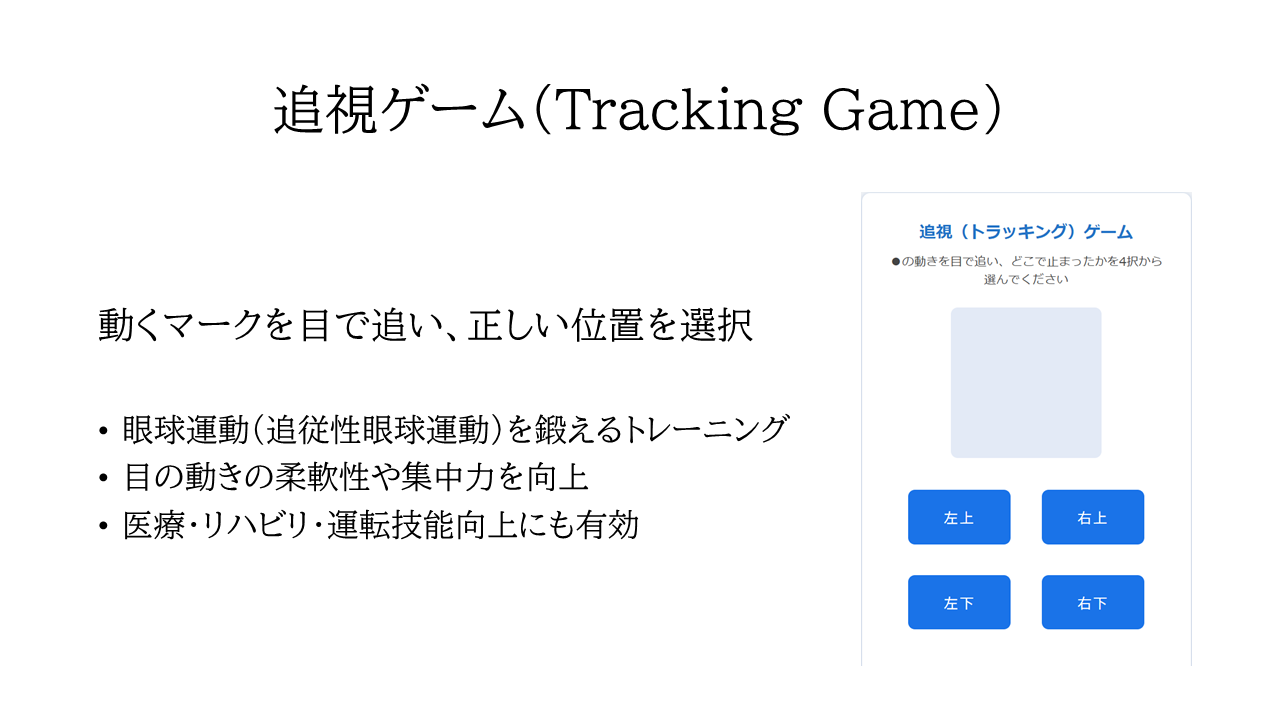 追視ゲーム（Tracking Game）
動くマークを目で追い、正しい位置を選択
• 眼球運動（追従性眼球運動）を鍛えるトレーニング
• 目の動きの柔軟性や集中力を向上
• 医療・リハビリ・運転技能向上にも有効
追視（トラッキング）ゲーム
●の動きを目で追い、どこで止まったかを4択から
選んでください
左上
右上
左下
右下